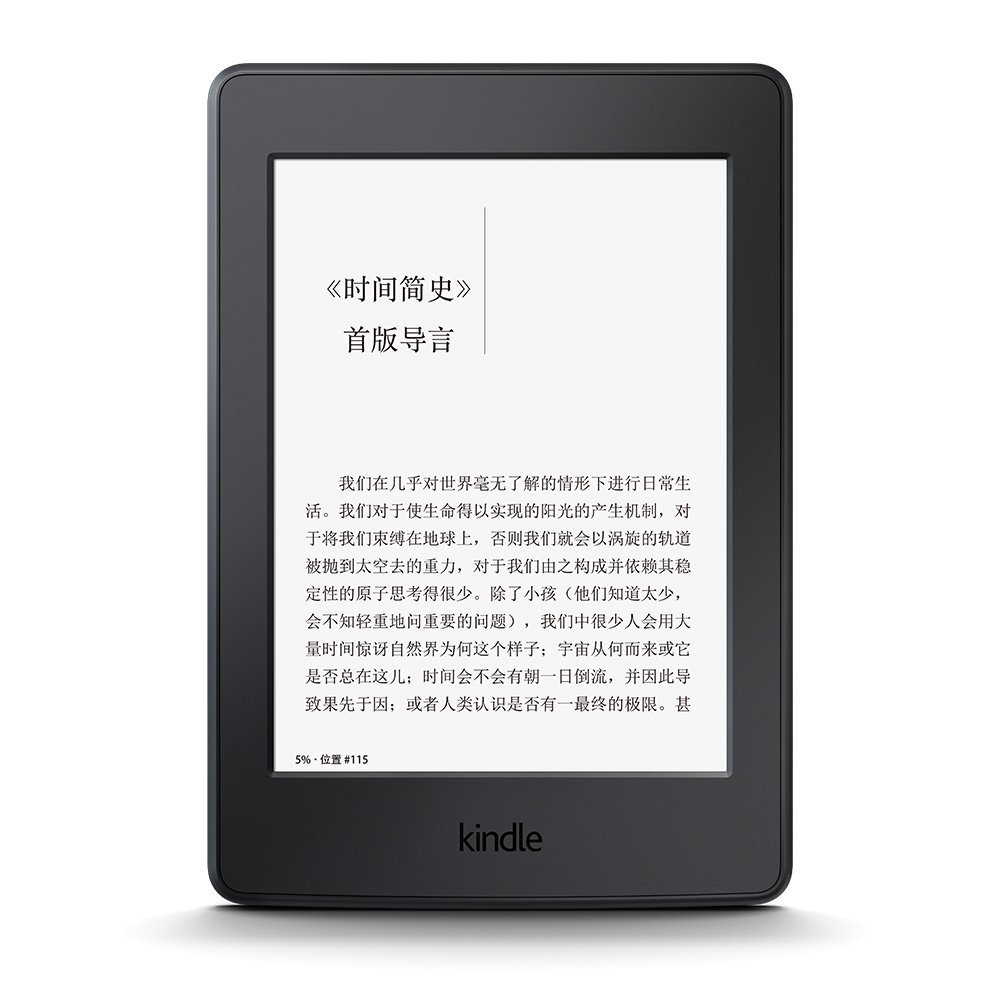 《时间简史》
首版导言
我们在几乎对世界毫无了解的情形下进行日常生
活。我们对于使生命得以实现的阳光的产生机制，对
于将我们束缚在地球上，否则我们就会以涡旋的轨道
被抛到太空去的重力，对于我们由之构成并依赖其稳
定性的原子思考得很少。除了小孩（他们知道太少，
会不知轻重地问重要的问题），我们中很少人会用大
量时间惊讶自然界为何这个样子；宇宙从何而来或它
是否总在这儿；时间会不会有朝一日倒流，并因此导
致果先于因；或者人类认识是否有一最终的极限。甚
5% · 位置 #115
kindle